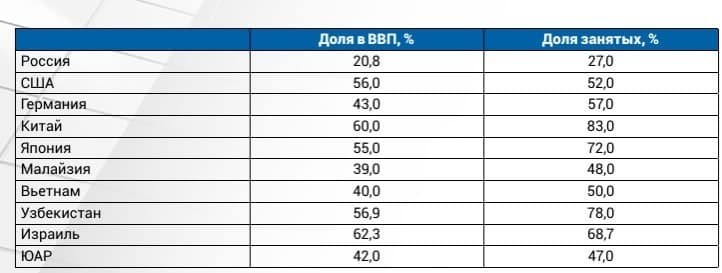 Доля в ВВП, % Доля занятых, %
Россия 20,8 27,0
США 56,0 52,0
Германия 43,0 57,0
Китай 60,0 83,0
Япония 55,0 72,0
Малайзия 39,0 48,0
Вьетнам 40,0 50,0
Узбекистан 56,9 78,0
Израиль 62,3 68,7
ЮАР 42,0 47,0